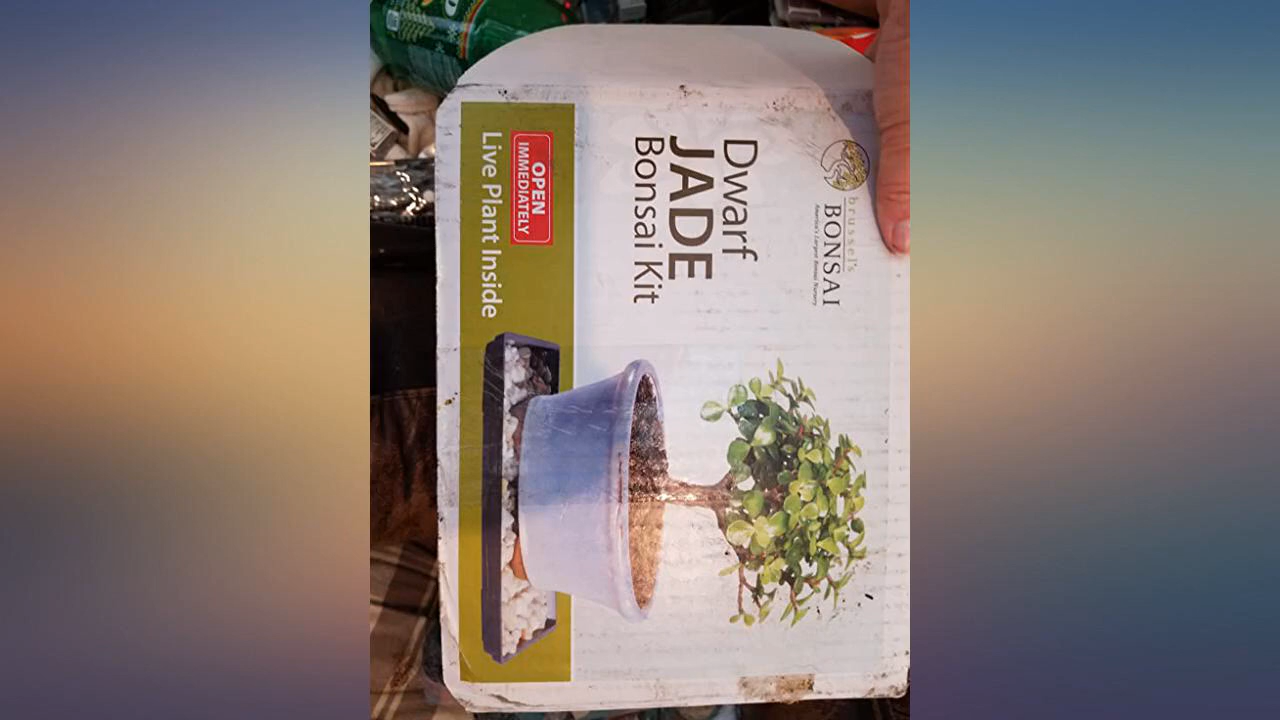 brussel's
BONSAI
America's Largest Bonsai Nursery
Dwarf
JADE
Bonsai Kit
OPEN
IMMEDIATELY
Live Plant Inside